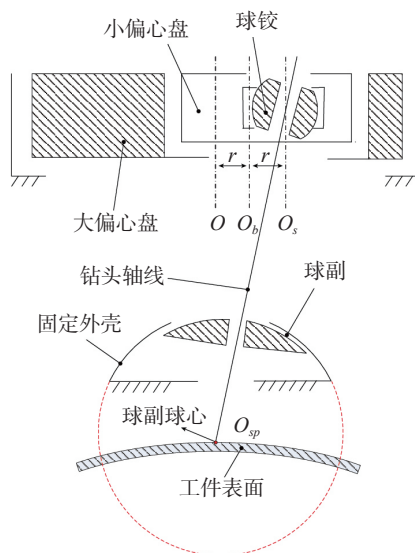 小偏心盘
球铰
r
r
大偏心盘
O
O_b
O_s
钻头轴线
球副
固定外壳
球副球心
O_sp
工件表面